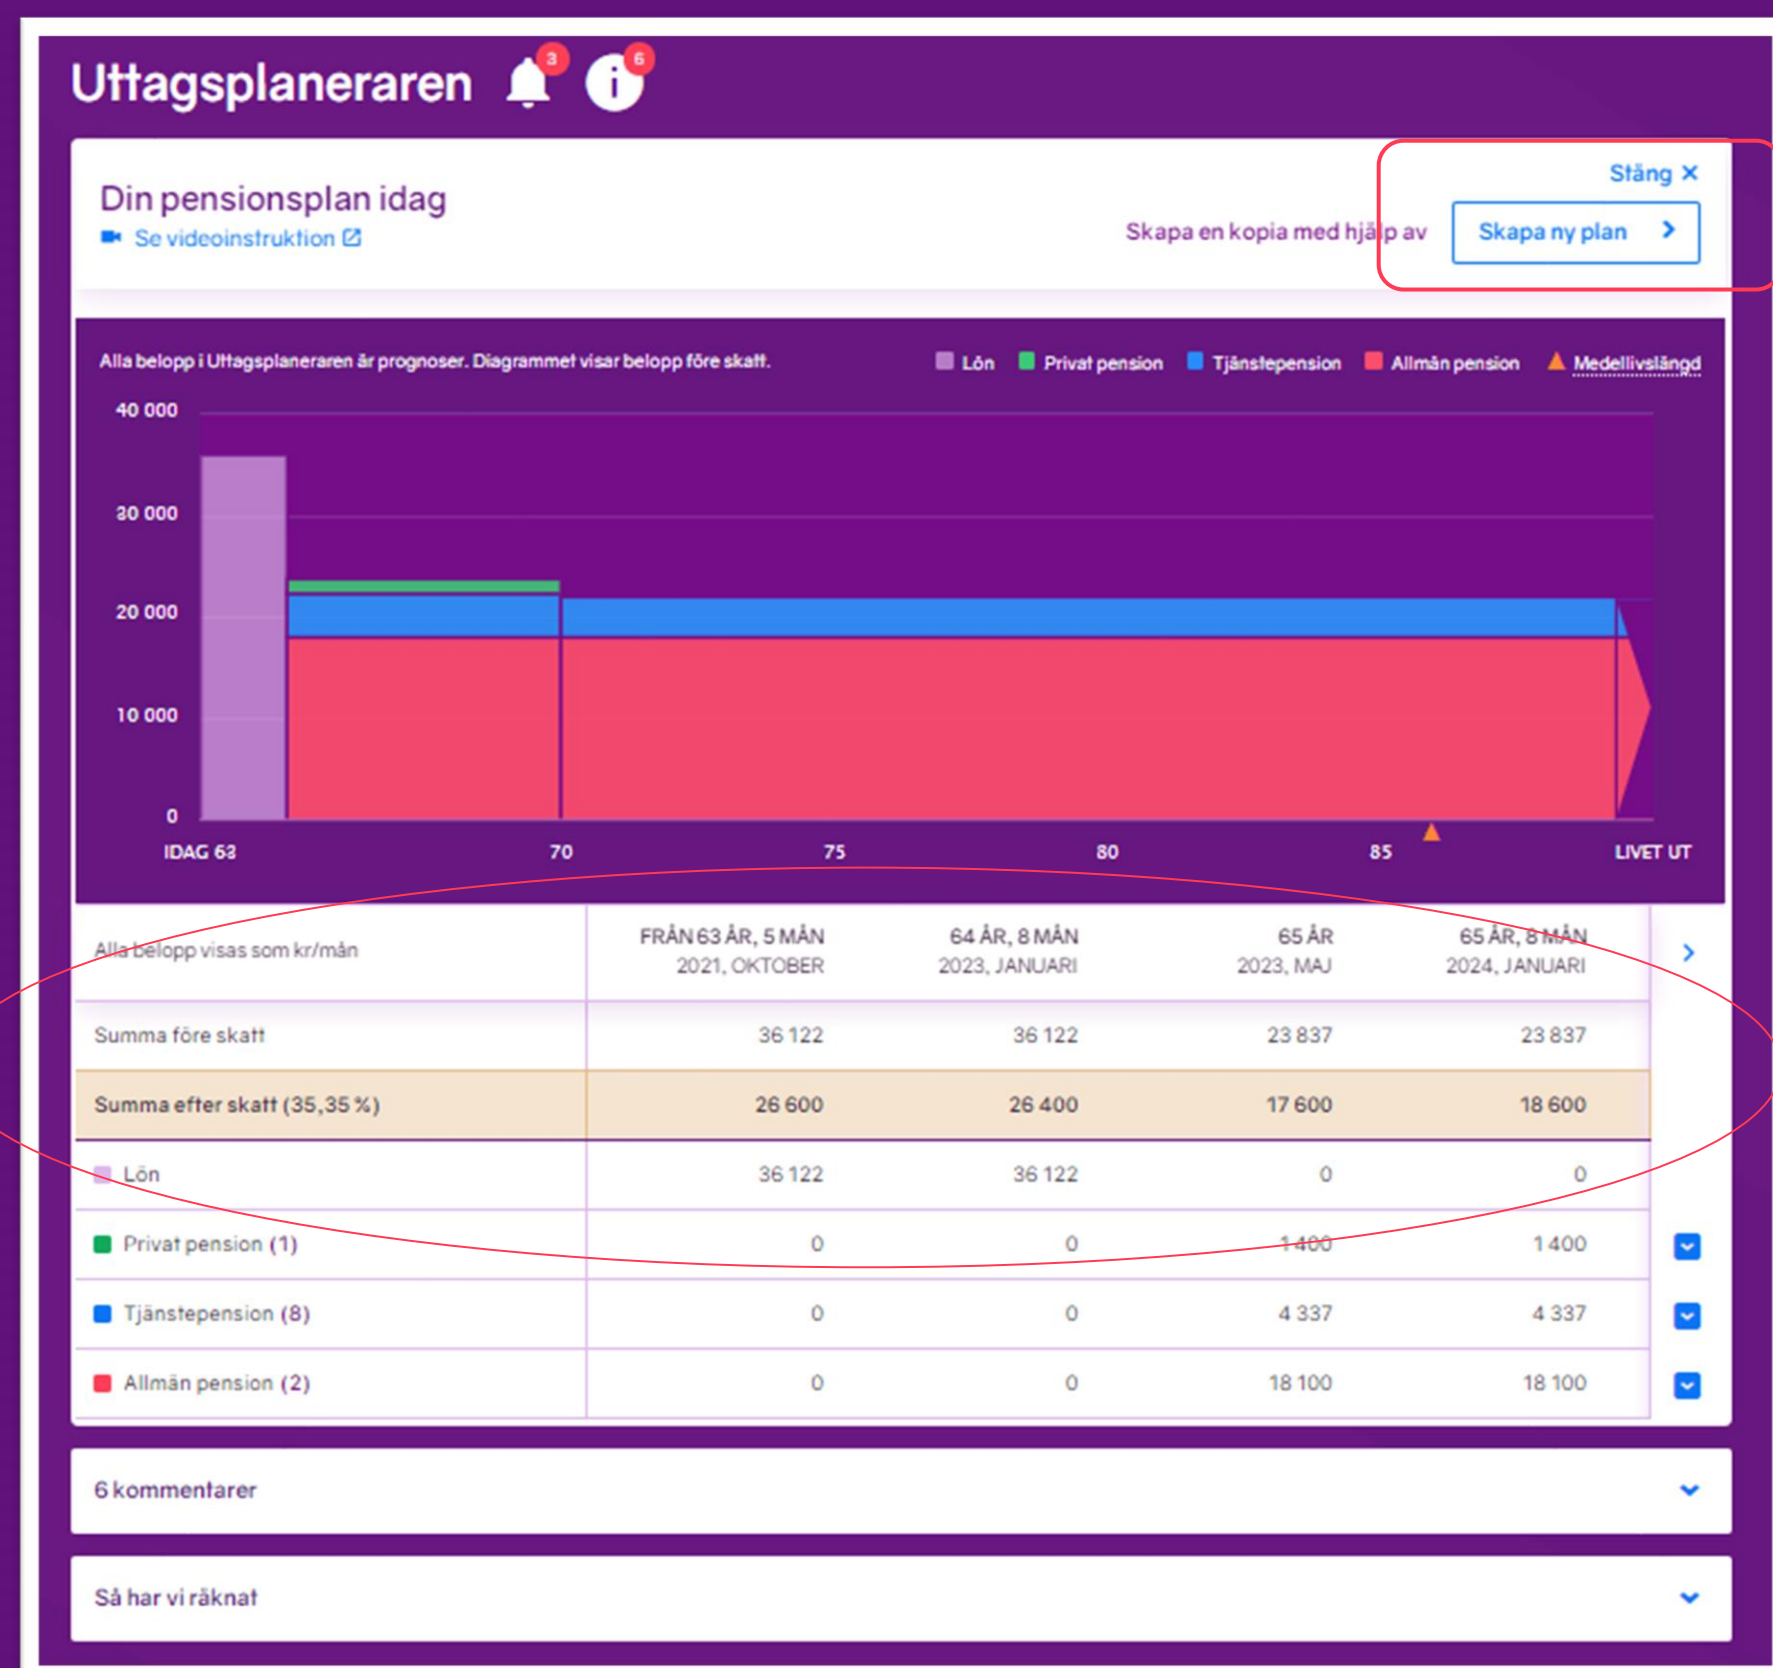 Uttagsplaneraren 3 6
Stäng ×
Din pensionsplan idag
Se videoinstruktion
Skapa en kopia med hjälp av Skapa ny plan
Alla belopp i Uttagsplaneraren är prognoser. Diagrammet visar belopp före skatt.
Lön Privat pension Tjänstepension Allmän pension Medellivslängd
40 000
30 000
20 000
10 000
0
IDAG 63 70 75 80 85 LIVET UT
Alla belopp visas som kr/mån
FRÅN 63 ÅR, 5 MÅN 64 ÅR, 8 MÅN 65 ÅR 65 ÅR, 8 MÅN
2021, OKTOBER 2023, JANUARI 2023, MAJ 2024, JANUARI
Summa före skatt 36 122 36 122 23 837 23 837
Summa efter skatt (35,35 %) 26 600 26 400 17 600 18 600
Lön 36 122 36 122 0 0
Privat pension (1) 0 0 1 400 1 400
Tjänstepension (8) 0 0 4 337 4 337
Allmän pension (2) 0 0 18 100 18 100
6 kommentarer
Så har vi räknat